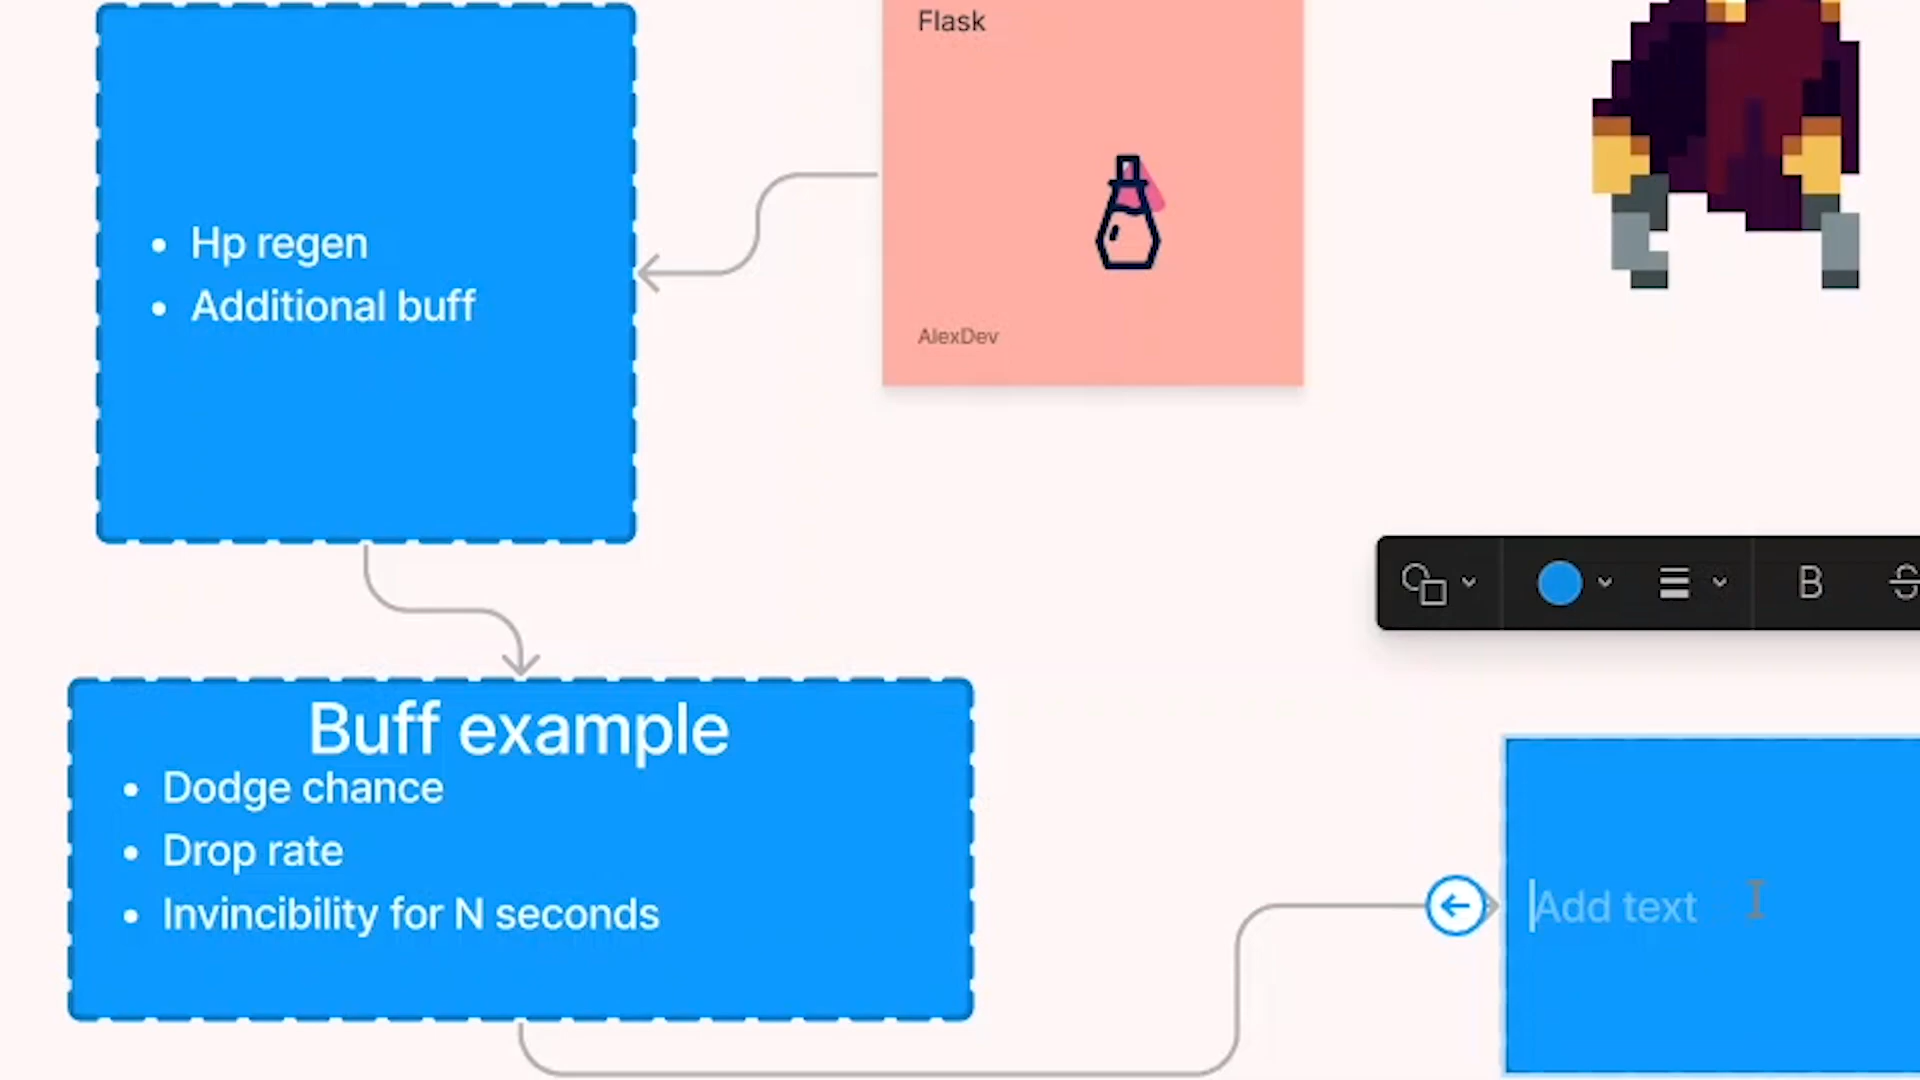 Flask
• Hp regen
• Additional buff
AlexDev
B
S
Buff example
• Dodge chance
• Drop rate
• Invincibility for N seconds
Add text